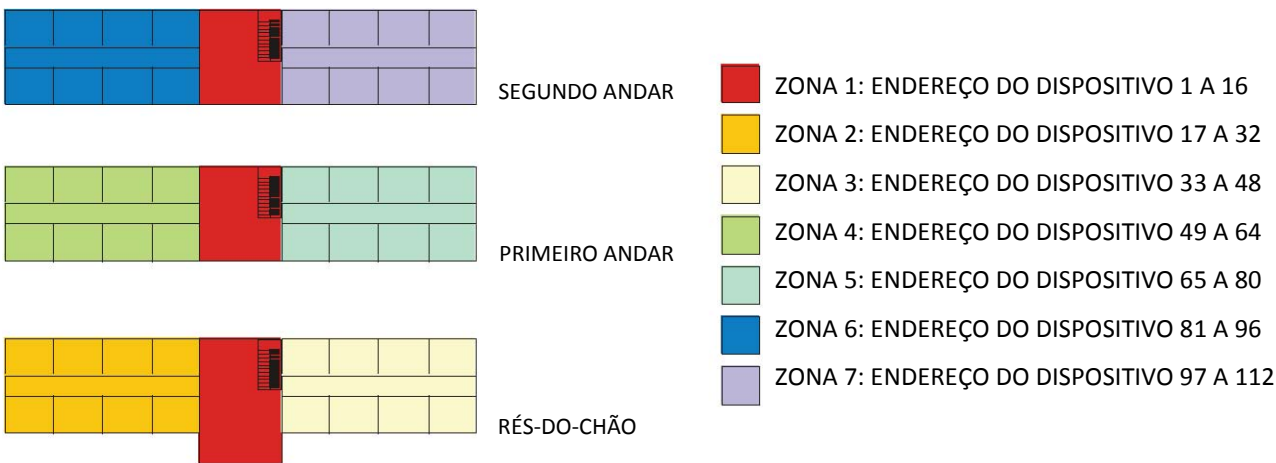 SEGUNDO ANDAR
PRIMEIRO ANDAR
RÉS-DO-CHÃO
ZONA 1: ENDEREÇO DO DISPOSITIVO 1 A 16
ZONA 2: ENDEREÇO DO DISPOSITIVO 17 A 32
ZONA 3: ENDEREÇO DO DISPOSITIVO 33 A 48
ZONA 4: ENDEREÇO DO DISPOSITIVO 49 A 64
ZONA 5: ENDEREÇO DO DISPOSITIVO 65 A 80
ZONA 6: ENDEREÇO DO DISPOSITIVO 81 A 96
ZONA 7: ENDEREÇO DO DISPOSITIVO 97 A 112